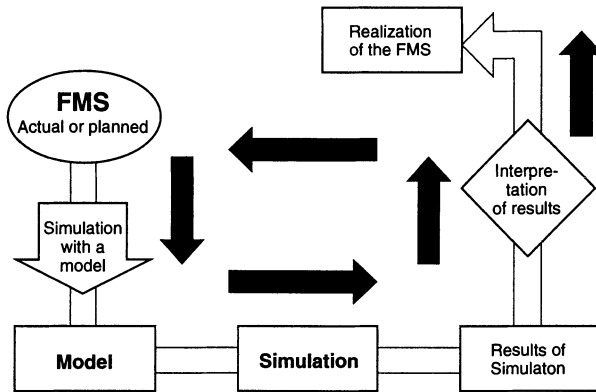 FMS
Actual or planned
Simulation
with a
model
Model
Simulation
Results of
Simulaton
Interpre-
tation
of results
Realization
of the FMS